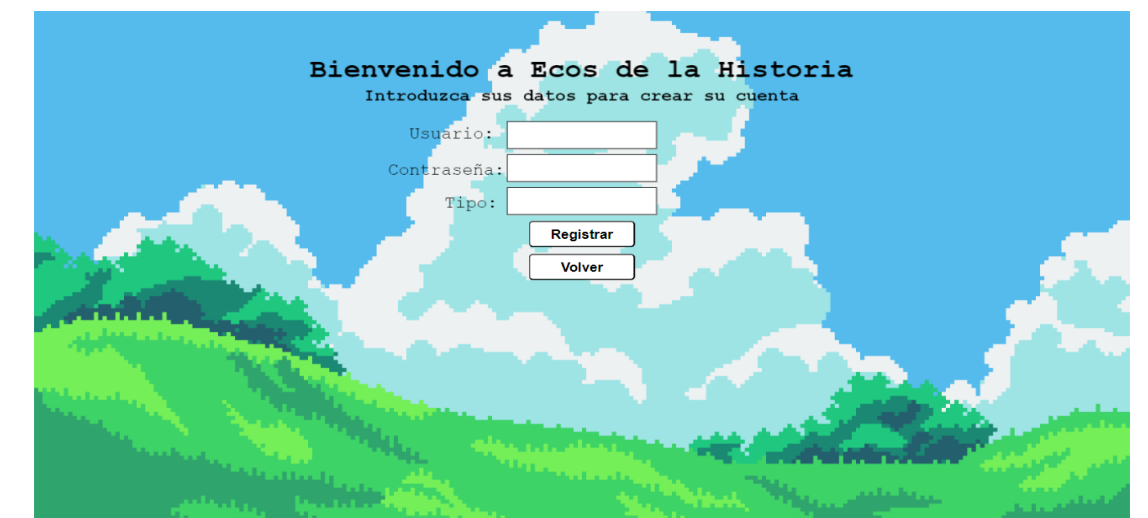 Bienvenido a Ecos de la Historia
Introduzca sus datos para crear su cuenta
Usuario:
Contraseña:
Tipo:
Registrar
Volver